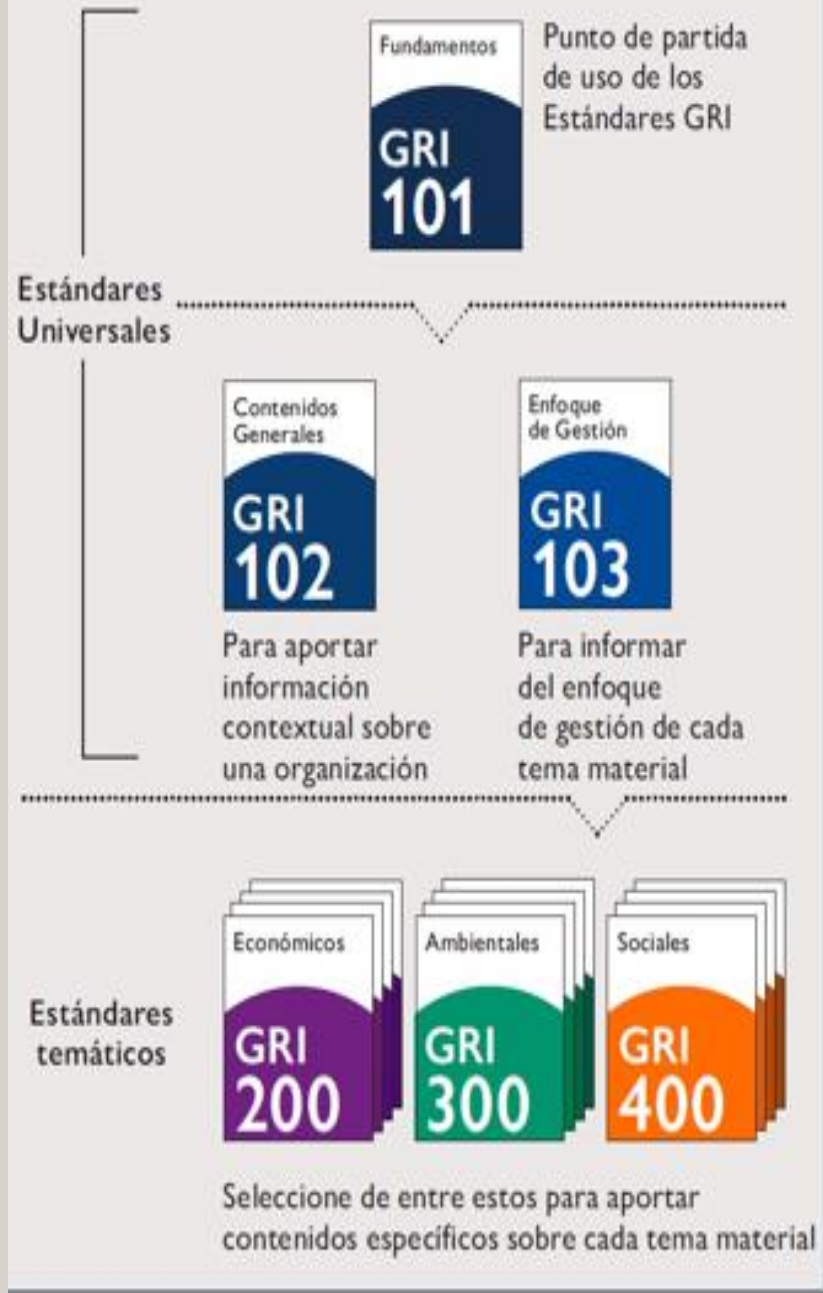 Fundamentos
GRI
101
Punto de partida
de uso de los
Estándares GRI
Estándares
Universales
Contenidos
Generales
GRI
102
Para aportar
información
contextual sobre
una organización
Enfoque
de Gestión
GRI
103
Para informar
del enfoque
de gestión de cada
tema material
Estándares
temáticos
Económicos
GRI
200
Ambientales
GRI
300
Sociales
GRI
400
Seleccione de entre estos para aportar
contenidos específicos sobre cada tema material